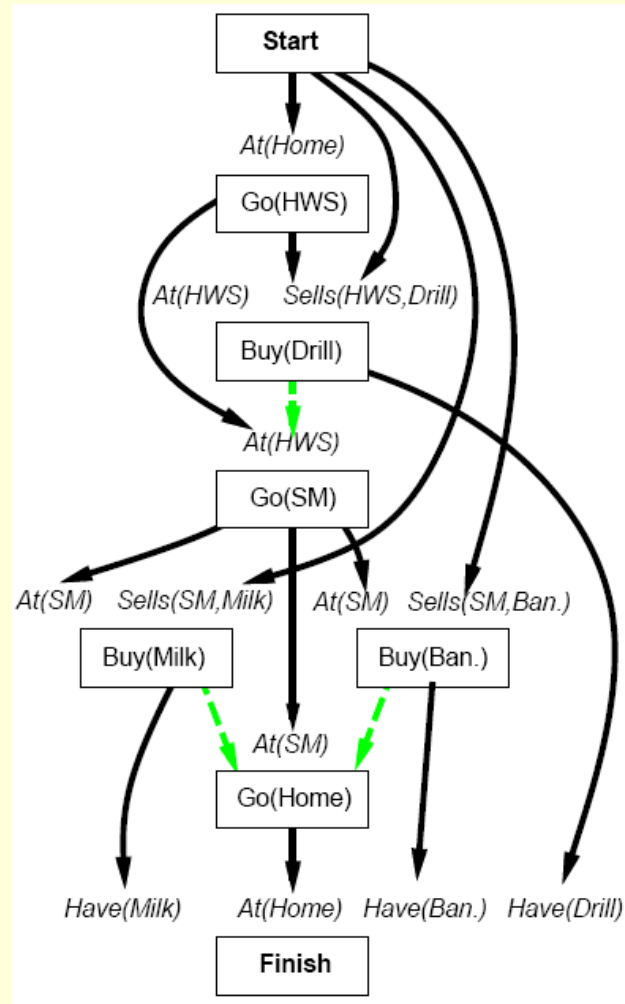 Start
At(Home)
Go(HWS)
At(HWS) Sells(HWS,Drill)
Buy(Drill)
At(HWS)
Go(SM)
At(SM) Sells(SM,Milk) At(SM) Sells(SM,Ban.)
Buy(Milk) Buy(Ban.)
At(SM)
Go(Home)
Have(Milk) At(Home) Have(Ban.) Have(Drill)
Finish